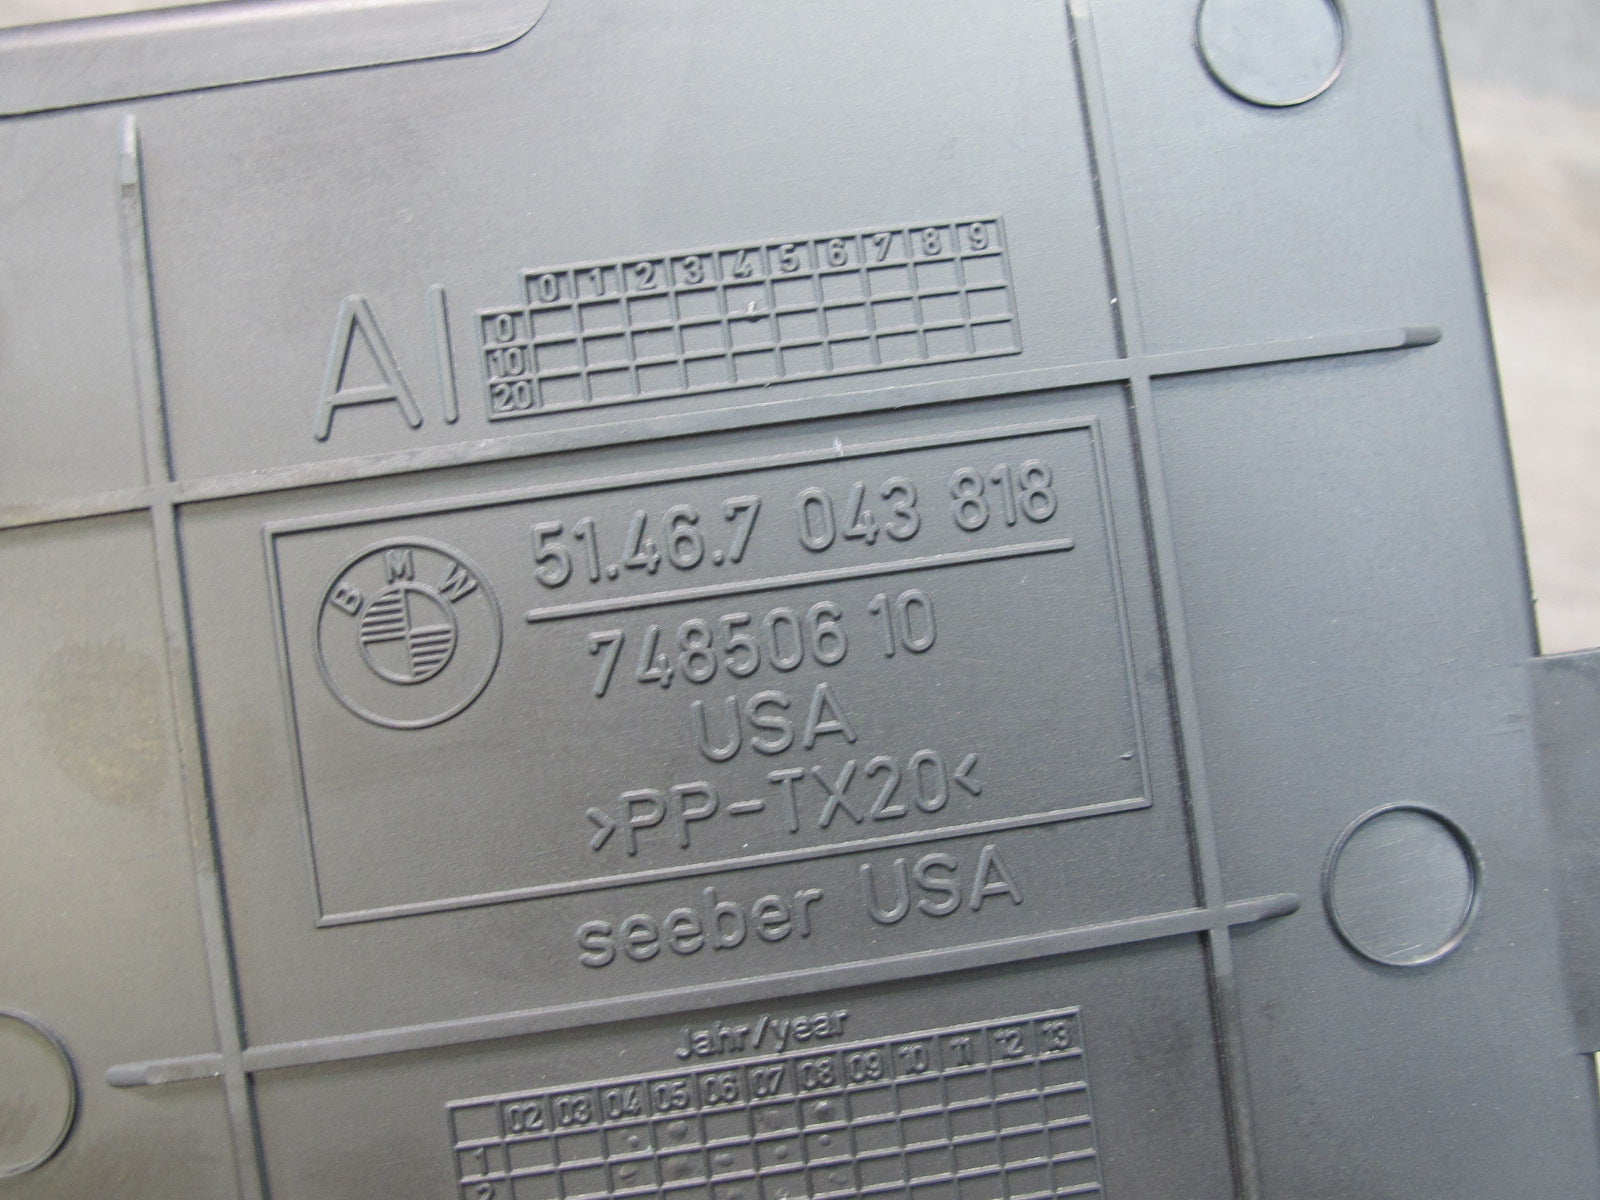 0 1 2 3 4 5 6 7 8 9
AI
0
10
20
BMW
51.46.7 043 818
748506 10
USA
>PP-TX20<
seeber USA
Jahr/year
02 03 04 05 06 07 08 09 10 11 12 13
1
2